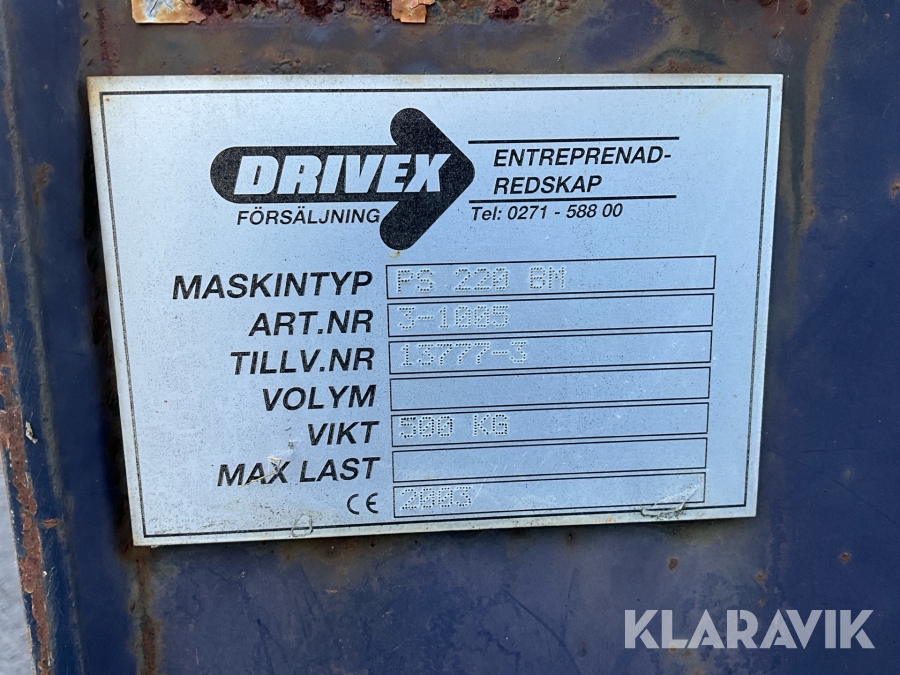 DRIVEX
FÖRSÄLJNING
ENTREPRENAD-
REDSKAP
Tel: 0271 - 588 00
MASKINTYP PS 220 BM
ART.NR 3-1005
TILLV.NR 13777-3
VOLYM
VIKT 500 KG
MAX LAST
CE 2003
KLARAVIK